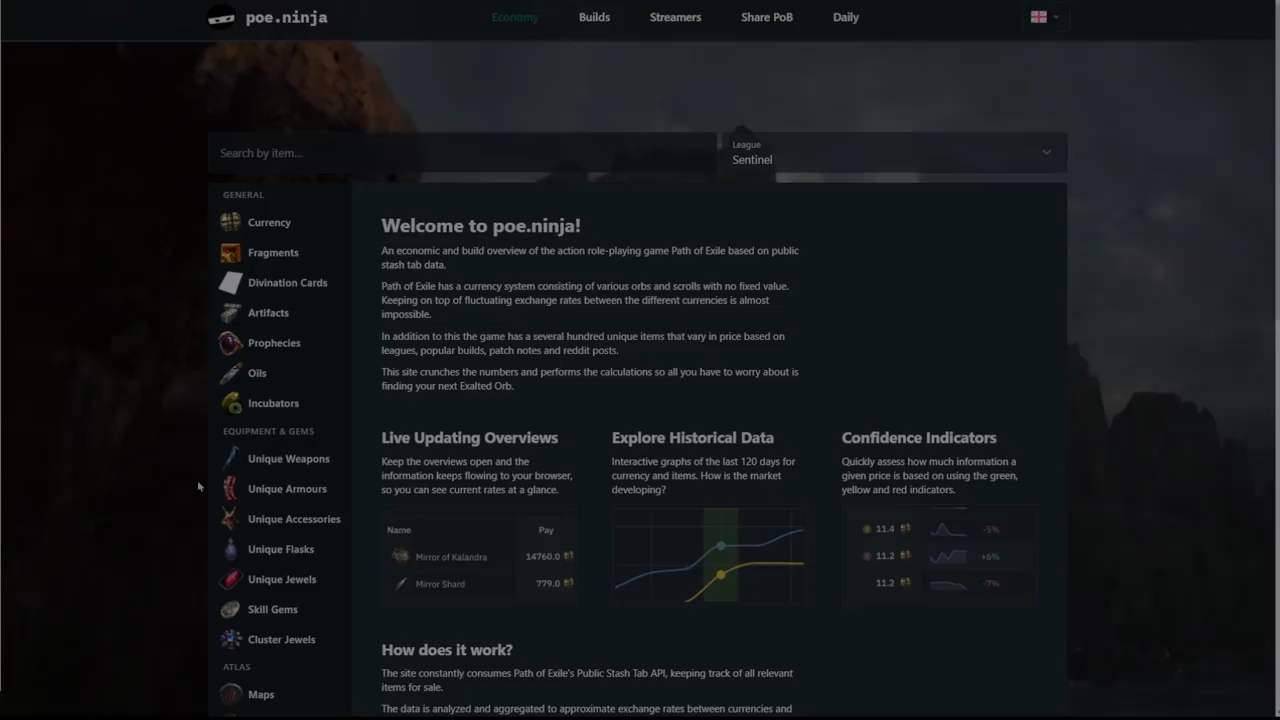 poe.ninja
Economy
Builds
Streamers
Share PoB
Daily
Search by item...
League
Sentinel
GENERAL
Currency
Fragments
Divination Cards
Artifacts
Prophecies
Oils
Incubators
EQUIPMENT & GEMS
Unique Weapons
Unique Armours
Unique Accessories
Unique Flasks
Unique Jewels
Skill Gems
Cluster Jewels
ATLAS
Maps
Welcome to poe.ninja!
An economic and build overview of the action role-playing game Path of Exile based on public
stash tab data.
Path of Exile has a currency system consisting of various orbs and scrolls with no fixed value.
Keeping on top of fluctuating exchange rates between the different currencies is almost
impossible.
In addition to this the game has a several hundred unique items that vary in price based on
leagues, popular builds, patch notes and reddit posts.
This site crunches the numbers and performs the calculations so all you have to worry about is
finding your next Exalted Orb.
Live Updating Overviews
Keep the overviews open and the
information keeps flowing to your browser,
so you can see current rates at a glance.
Name Pay
Mirror of Kalandra 14760.0
Mirror Shard 779.0
Explore Historical Data
Interactive graphs of the last 120 days for
currency and items. How is the market
developing?
Confidence Indicators
Quickly assess how much information a
given price is based on using the green,
yellow and red indicators.
11.4 -5%
11.2 +6%
11.2 -7%
How does it work?
The site constantly consumes Path of Exile's Public Stash Tab API, keeping track of all relevant
items for sale.
The data is analyzed and aggregated to approximate exchange rates between currencies and